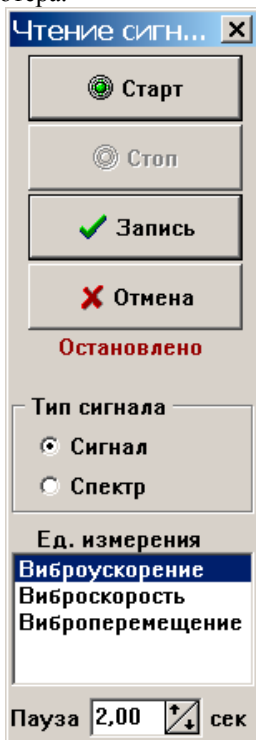 Чтение сигн...
Старт
Стоп
Запись
Отмена
Остановлено
Тип сигнала
Сигнал
Спектр
Ед. измерения
Виброускорение
Виброскорость
Виброперемещение
Пауза 2,00 сек